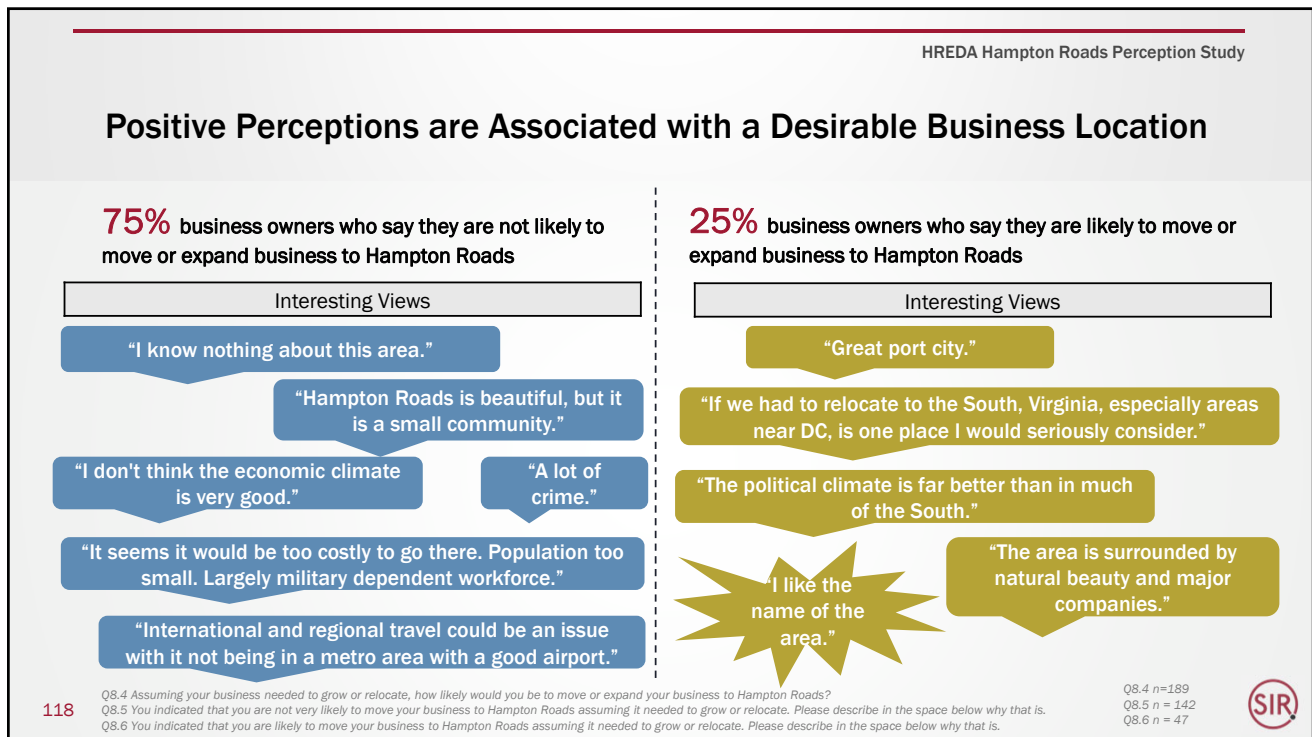 HREDA Hampton Roads Perception Study
Positive Perceptions are Associated with a Desirable Business Location
75% business owners who say they are not likely to
move or expand business to Hampton Roads
Interesting Views
“I know nothing about this area.”
“Hampton Roads is beautiful, but it
is a small community.”
“I don't think the economic climate
is very good.”
“A lot of
crime.”
“It seems it would be too costly to go there. Population too
small. Largely military dependent workforce.”
“International and regional travel could be an issue
with it not being in a metro area with a good airport.”
25% business owners who say they are likely to move or
expand business to Hampton Roads
Interesting Views
“Great port city.”
“If we had to relocate to the South, Virginia, especially areas
near DC, is one place I would seriously consider.”
“The political climate is far better than in much
of the South.”
“I like the
name of the
area.”
“The area is surrounded by
natural beauty and major
companies.”
Q8.4 Assuming your business needed to grow or relocate, how likely would you be to move or expand your business to Hampton Roads?
Q8.5 You indicated that you are not very likely to move your business to Hampton Roads assuming it needed to grow or relocate. Please describe in the space below why that is.
Q8.6 You indicated that you are likely to move your business to Hampton Roads assuming it needed to grow or relocate. Please describe in the space below why that is.
Q8.4 n=189
Q8.5 n = 142
Q8.6 n = 47
118
SIR